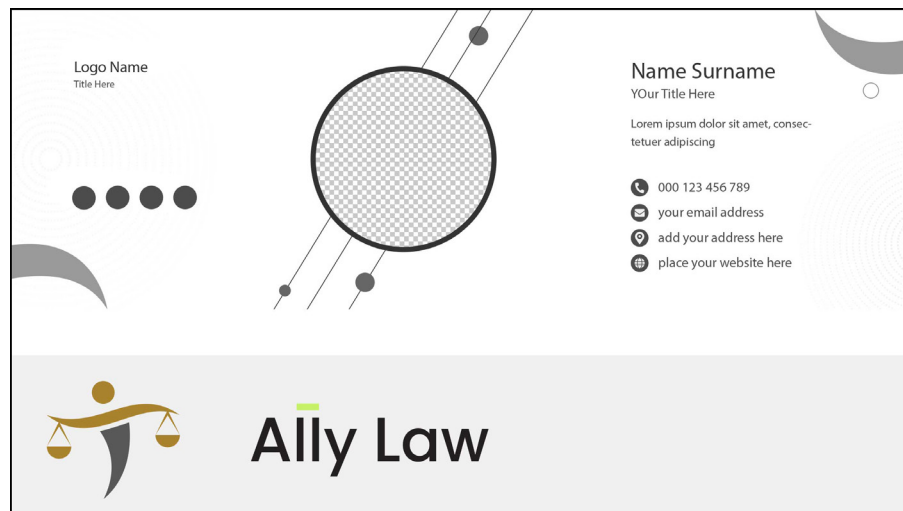 Logo Name
Title Here
Name Surname
YOur Title Here
Lorem ipsum dolor sit amet, consec-
tetuer adipiscing
000 123 456 789
your email address
add your address here
place your website here
Ally Law